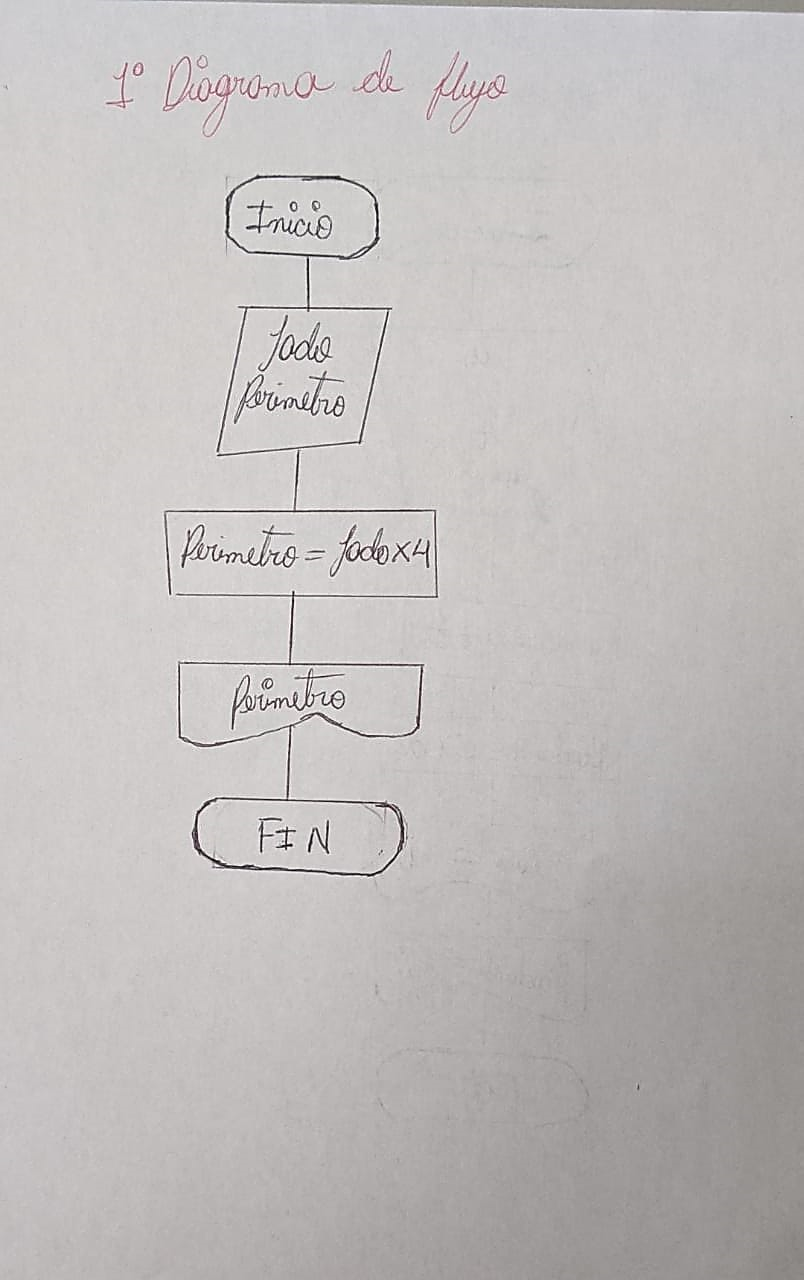 1° Diagrama de flujo
Inicio
lado
Perimetro
Perimetro = lado x 4
Perimetro
FIN